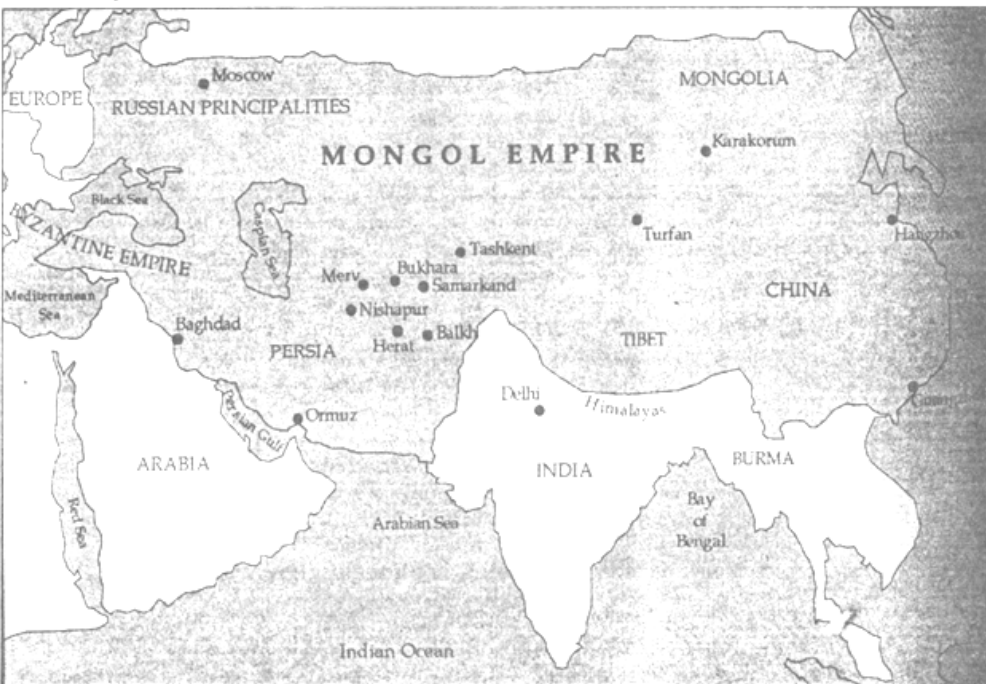 MONGOLIA
Moscow
EUROPE
RUSSIAN PRINCIPALITIES
Karakorum
MONGOL EMPIRE
Black Sea
BYZANTINE EMPIRE
Caspian Sea
Turfan
Hangzhou
Tashkent
Merv
Bukhara
Samarkand
CHINA
Mediterranean
Sea
Nishapur
Baghdad
Herat
Balkh
PERSIA
TIBET
Delhi
Himalayas
Persian Gulf
Ormuz
ARABIA
INDIA
BURMA
Red Sea
Arabian Sea
Bay
of
Bengal
Indian Ocean